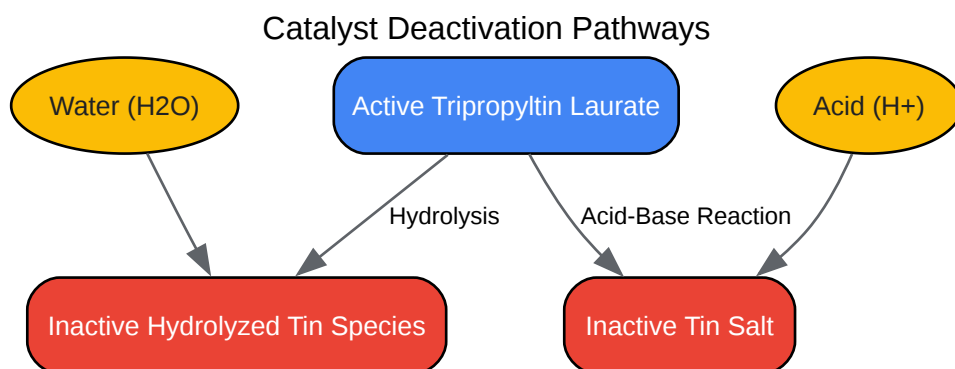 Catalyst Deactivation Pathways
Water (H2O)
Active Tripropyltin Laurate
Acid (H+)
Hydrolysis
Acid-Base Reaction
Inactive Hydrolyzed Tin Species
Inactive Tin Salt